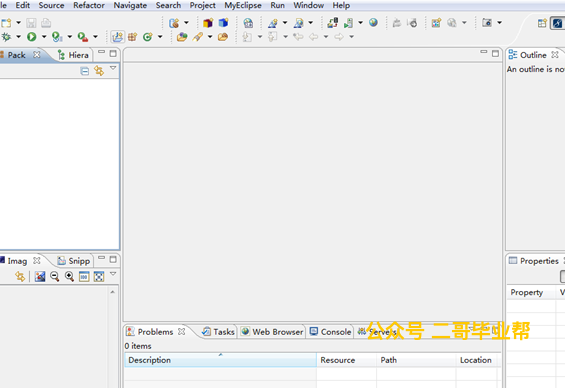 le Edit Source Refactor Navigate Search Project MyEclipse Run Window Help
Pack Hiera
Outline
An outline is no
Imag Snipp
Properties
Property V
Problems Tasks Web Browser Console Servers
0 items
Description Resource Path Location
公众号 二哥毕业帮